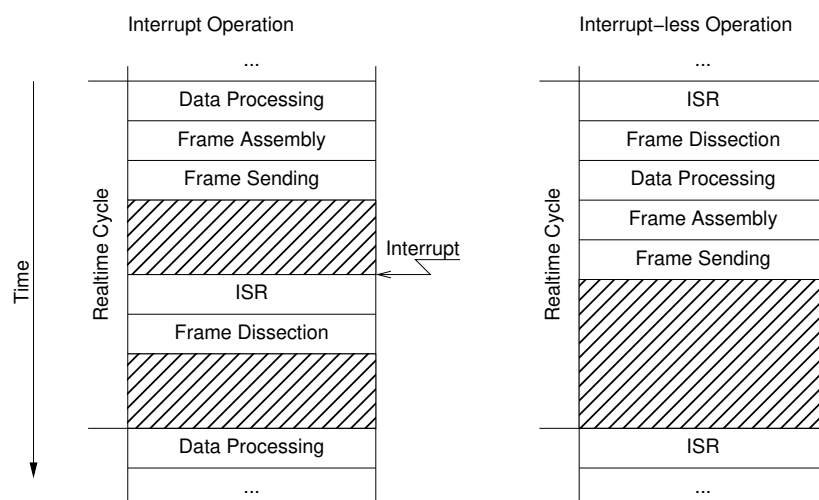 Interrupt Operation
...
Data Processing
Frame Assembly
Frame Sending
Interrupt
ISR
Frame Dissection
Data Processing
...
Realtime Cycle
Time
Interrupt−less Operation
...
ISR
Frame Dissection
Data Processing
Frame Assembly
Frame Sending
ISR
...
Realtime Cycle